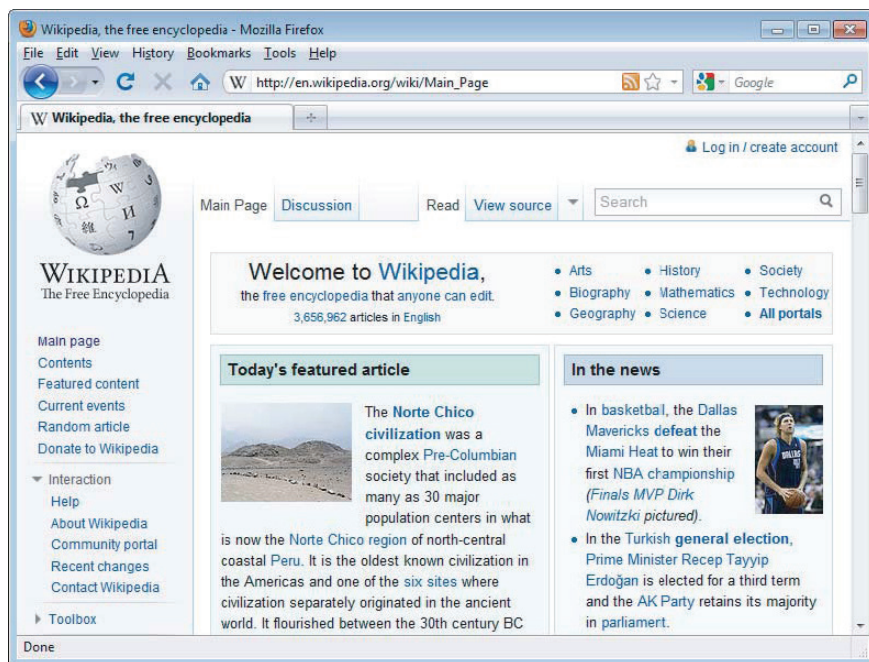 Wikipedia, the free encyclopedia - Mozilla Firefox
File Edit View History Bookmarks Tools Help
W http://en.wikipedia.org/wiki/Main_Page Google
W Wikipedia, the free encyclopedia
Log in / create account
Main Page Discussion Read View source Search
Ω W И 維 7
WIKIPEDIA
The Free Encyclopedia
Main page
Contents
Featured content
Current events
Random article
Donate to Wikipedia
Interaction
Help
About Wikipedia
Community portal
Recent changes
Contact Wikipedia
Toolbox
Welcome to Wikipedia,
the free encyclopedia that anyone can edit.
3,656,962 articles in English
• Arts • History • Society
• Biography • Mathematics • Technology
• Geography • Science • All portals
Today's featured article
The Norte Chico
civilization was a
complex Pre-Columbian
society that included as
many as 30 major
population centers in what
is now the Norte Chico region of north-central
coastal Peru. It is the oldest known civilization in
the Americas and one of the six sites where
civilization separately originated in the ancient
world. It flourished between the 30th century BC
In the news
• In basketball, the Dallas
Mavericks defeat the
Miami Heat to win their
first NBA championship
(Finals MVP Dirk
Nowitzki pictured).
DALLAS
41
• In the Turkish general election,
Prime Minister Recep Tayyip
Erdoğan is elected for a third term
and the AK Party retains its majority
in parliament.
Done